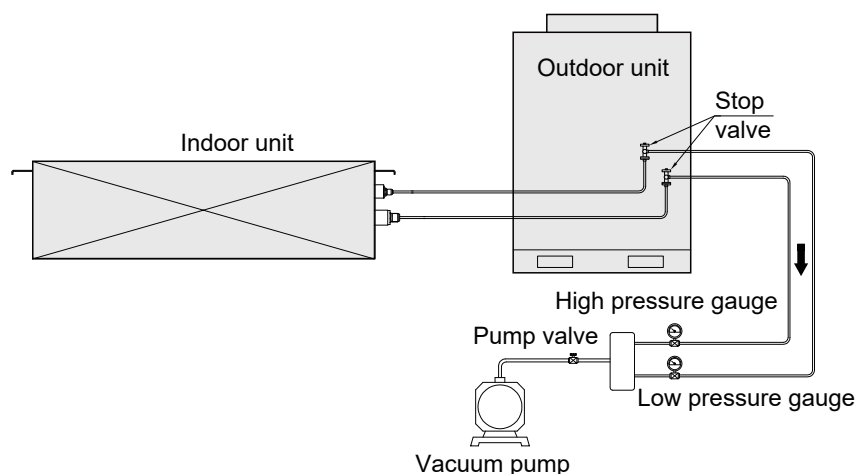 Outdoor unit
Stop
valve
Indoor unit
High pressure gauge
Pump valve
Low pressure gauge
Vacuum pump